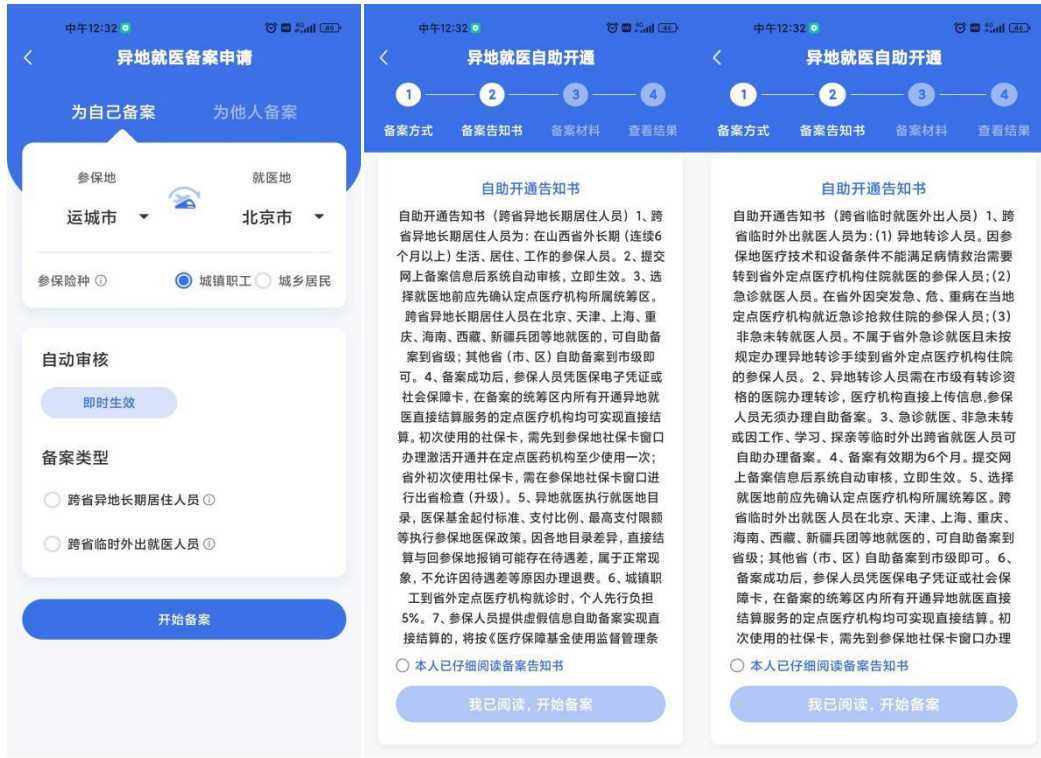 中午12:32
46
异地就医备案申请
为自己备案
为他人备案
参保地
就医地
运城市
北京市
参保险种
城镇职工
城乡居民
自动审核
即时生效
备案类型
跨省异地长期居住人员
跨省临时外出就医人员
开始备案
中午12:32
46
异地就医自助开通
1
2
3
4
备案方式
备案告知书
备案材料
查看结果
自助开通告知书
自助开通告知书（跨省异地长期居住人员）1、跨
省异地长期居住人员为：在山西省外长期（连续6
个月以上）生活、居住、工作的参保人员。2、提交
网上备案信息后系统自动审核，立即生效。3、选
择就医地前应先确认定点医疗机构所属统筹区。
跨省异地长期居住人员在北京、天津、上海、重
庆、海南、西藏、新疆兵团等地就医的，可自助备
案到省级；其他省（市、区）自助备案到市级即
可。4、备案成功后，参保人员凭医保电子凭证或
社会保障卡，在备案的统筹区内所有开通异地就
医直接结算服务的定点医疗机构均可实现直接结
算。初次使用的社保卡，需先到参保地社保卡窗口
办理激活开通并在定点医药机构至少使用一次；
省外初次使用社保卡，需在参保地社保卡窗口进
行出省检查（升级）。5、异地就医执行就医地目
录，医保基金起付标准、支付比例、最高支付限额
等执行参保地医保政策。因各地目录差异，直接结
算与回参保地报销可能存在待遇差，属于正常现
象，不允许因待遇差等原因办理退费。6、城镇职
工到省外定点医疗机构就诊时，个人先行负担
5%。7、参保人员提供虚假信息自助备案实现直
接结算的，将按《医疗保障基金使用监督管理条
本人已仔细阅读备案告知书
我已阅读，开始备案
中午12:32
46
异地就医自助开通
1
2
3
4
备案方式
备案告知书
备案材料
查看结果
自助开通告知书
自助开通告知书（跨省临时就医外出人员）1、跨
省临时外出就医人员为：(1) 异地转诊人员。因参
保地医疗技术和设备条件不能满足病情救治需要
转到省外定点医疗机构住院就医的参保人员；(2)
急诊就医人员。在省外因突发急、危、重病在当地
定点医疗机构就近急诊抢救住院的参保人员；(3)
非急未转就医人员。不属于省外急诊就医且未按
规定办理异地转诊手续到省外定点医疗机构住院
的参保人员。2、异地转诊人员需在市级有转诊资
格的医院办理转诊，医疗机构直接上传信息,参保
人员无须办理自助备案。3、急诊就医、非急未转
或因工作、学习、探亲等临时外出跨省就医人员可
自助办理备案。4、备案有效期为6个月。提交网
上备案信息后系统自动审核，立即生效。5、选择
就医地前应先确认定点医疗机构所属统筹区。跨
省临时外出就医人员在北京、天津、上海、重庆、
海南、西藏、新疆兵团等地就医的，可自助备案到
省级；其他省（市、区）自助备案到市级即可。6、
备案成功后，参保人员凭医保电子凭证或社会保
障卡，在备案的统筹区内所有开通异地就医直接
结算服务的定点医疗机构均可实现直接结算。初
次使用的社保卡，需先到参保地社保卡窗口办理
本人已仔细阅读备案告知书
我已阅读，开始备案